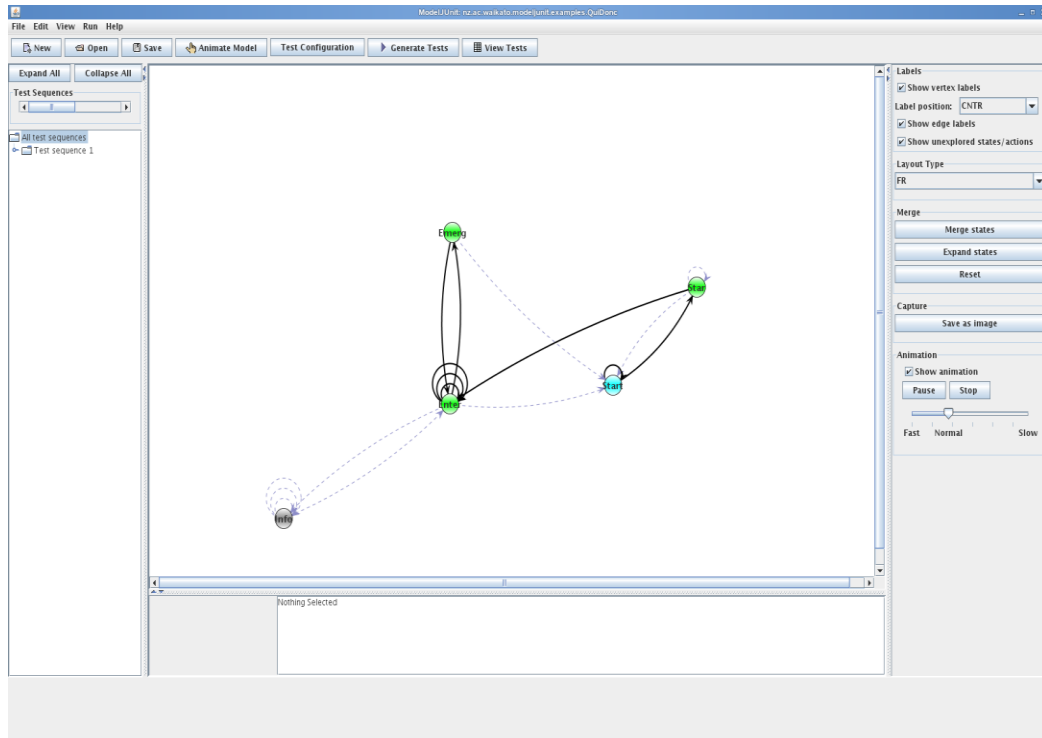 ModelJUnit: nz.ac.waikato.modeljunit.examples.QuiDonc
File Edit View Run Help
New Open Save Animate Model Test Configuration Generate Tests View Tests
Expand All Collapse All
Test Sequences
All test sequences
Test sequence 1
Emerg
Star
Start
Enter
Info
Nothing Selected
Labels
Show vertex labels
Label position: CNTR
Show edge labels
Show unexplored states/actions
Layout Type
FR
Merge
Merge states
Expand states
Reset
Capture
Save as image
Animation
Show animation
Pause Stop
Fast Normal Slow